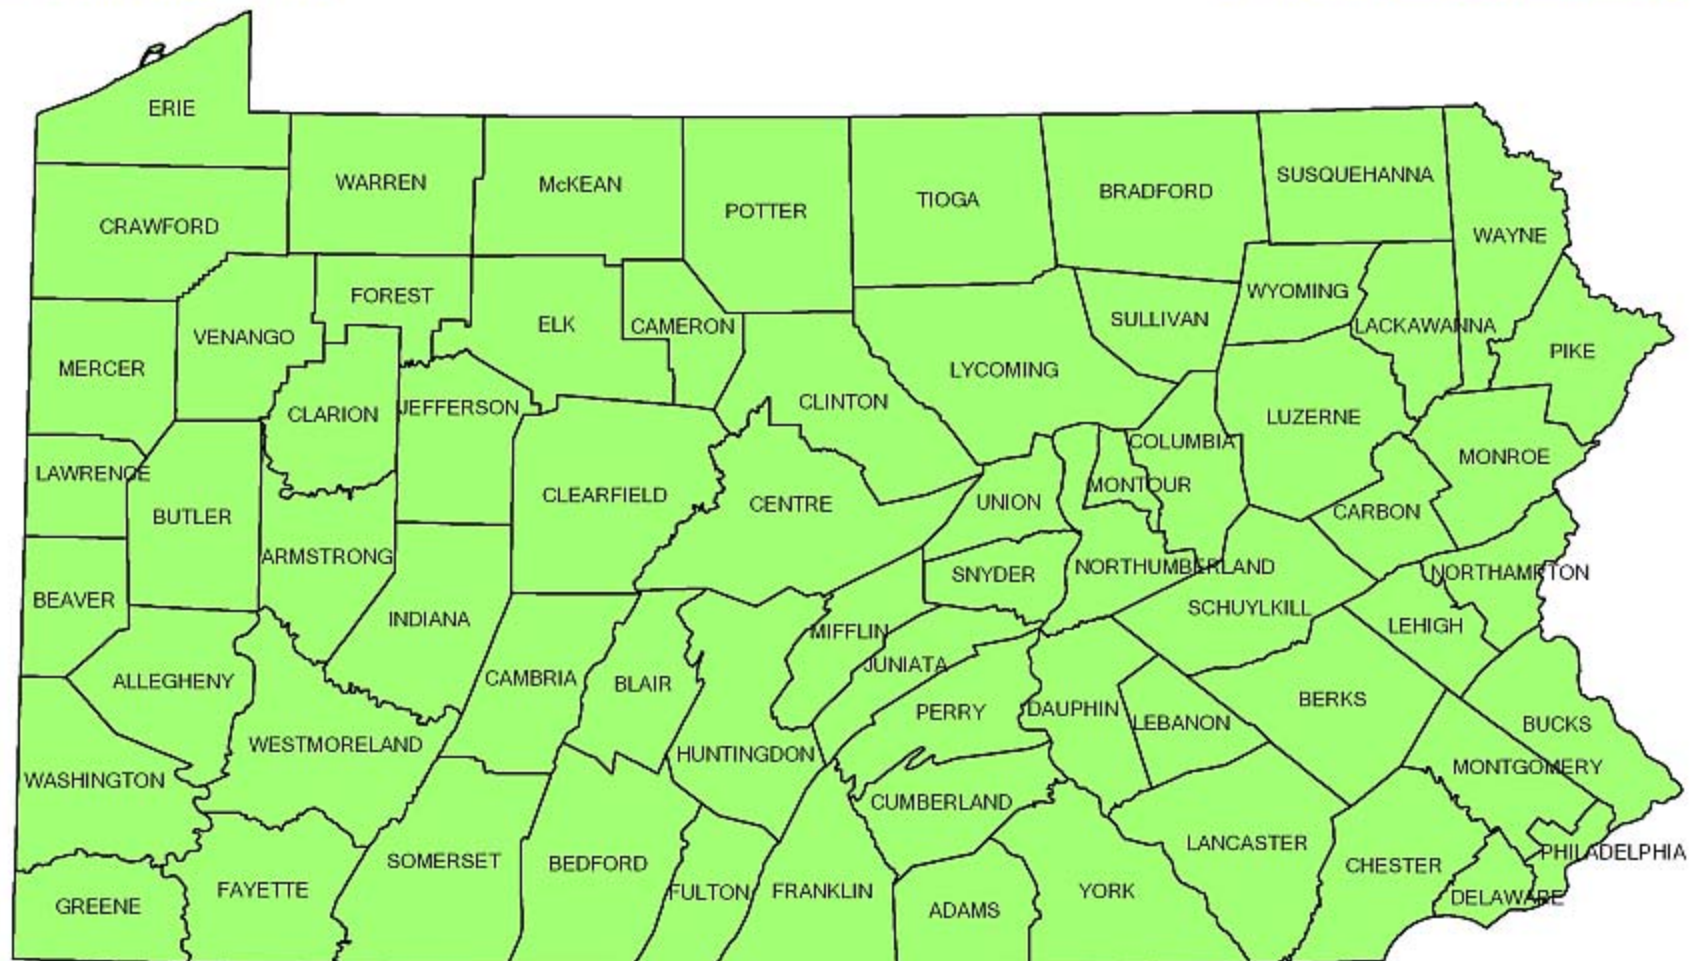 ERIE
WARREN
McKEAN
POTTER
TIOGA
BRADFORD
SUSQUEHANNA
WAYNE
CRAWFORD
FOREST
ELK
CAMERON
SULLIVAN
WYOMING
LACKAWANNA
PIKE
VENANGO
MERCER
CLARION
JEFFERSON
CLINTON
LYCOMING
COLUMBIA
LUZERNE
MONROE
LAWRENCE
BUTLER
CLEARFIELD
CENTRE
UNION
MONTOUR
CARBON
ARMSTRONG
BEAVER
INDIANA
SNYDER
NORTHUMBERLAND
NORTHAMPTON
SCHUYLKILL
LEHIGH
MIFFLIN
JUNIATA
ALLEGHENY
CAMBRIA
BLAIR
PERRY
DAUPHIN
LEBANON
BERKS
BUCKS
WESTMORELAND
HUNTINGDON
MONTGOMERY
WASHINGTON
CUMBERLAND
LANCASTER
PHILADELPHIA
SOMERSET
BEDFORD
CHESTER
GREENE
FAYETTE
FULTON
FRANKLIN
ADAMS
YORK
DELAWARE